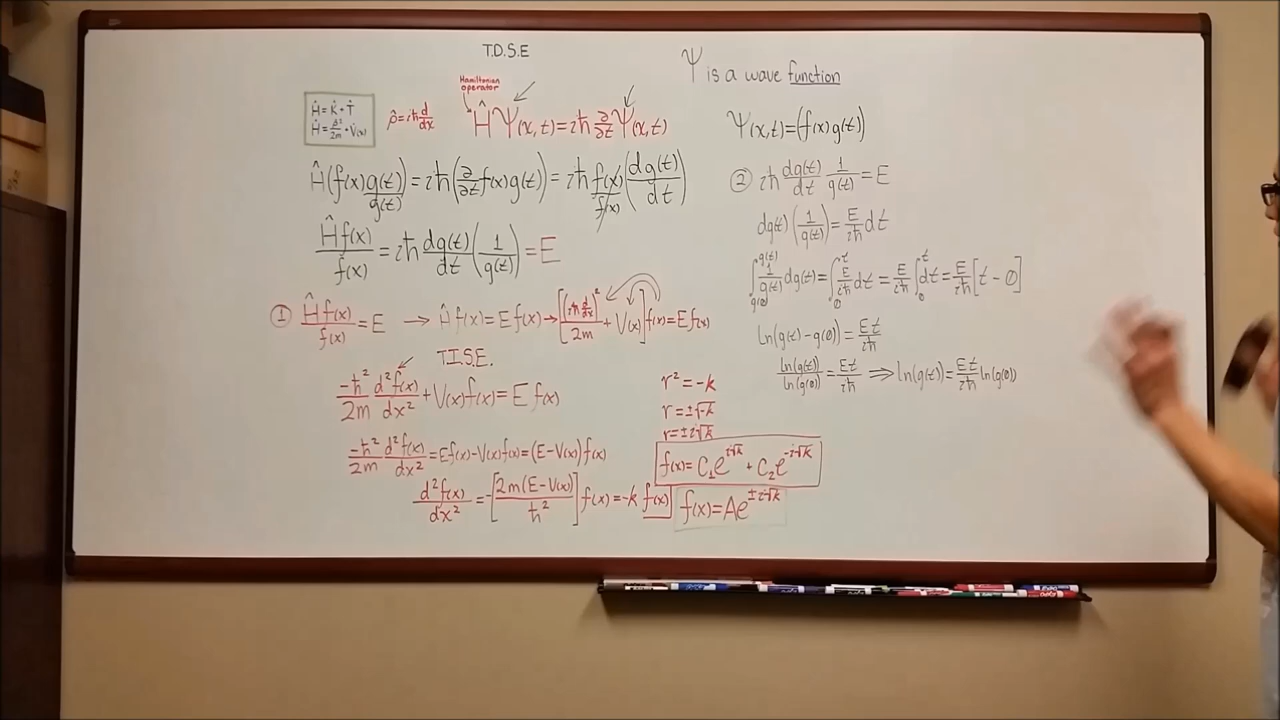 T.D.S.E
Ψ is a wave function
Hamiltonian operator
Ĥ = K̂ + T̂
Ĥ = p̂²/2m + V̂(x)
p̂ = iħ d/dx
ĤΨ(x,t) = iħ ∂/∂t Ψ(x,t)
Ĥ(f(x)g(t))/g(t) = iħ(∂/∂t f(x)g(t)) = iħ f(x)/f(x) (dg(t)/dt)
Ĥf(x)/f(x) = iħ dg(t)/dt (1/g(t)) = E
① Ĥf(x)/f(x) = E → Ĥf(x) = Ef(x) → [(iħ d/dx)²/2m + V(x)]f(x) = Ef(x)
T.I.S.E.
-ħ²/2m d²f(x)/dx² + V(x)f(x) = E f(x)
-ħ²/2m d²f(x)/dx² = Ef(x) - V(x)f(x) = (E-V(x))f(x)
d²f(x)/dx² = -[2m(E-V(x))/ħ²] f(x) = -k f(x)
r² = -k
r = ±√-k
r = ±i√k
f(x) = C₁e^i√k + C₂e^-i√k
f(x) = Ae^±i√k
Ψ(x,t) = (f(x)g(t))
② iħ dg(t)/dt 1/g(t) = E
dg(t) (1/g(t)) = E/iħ dt
∫_g(0)^g(t) 1/g(t) dg(t) = ∫_0^t E/iħ dt = E/iħ ∫_0^t dt = E/iħ [t - 0]
ln(g(t) - g(0)) = Et/iħ
ln(g(t))/ln(g(0)) = Et/iħ ⟹ ln(g(t)) = Et/iħ ln(g(0))